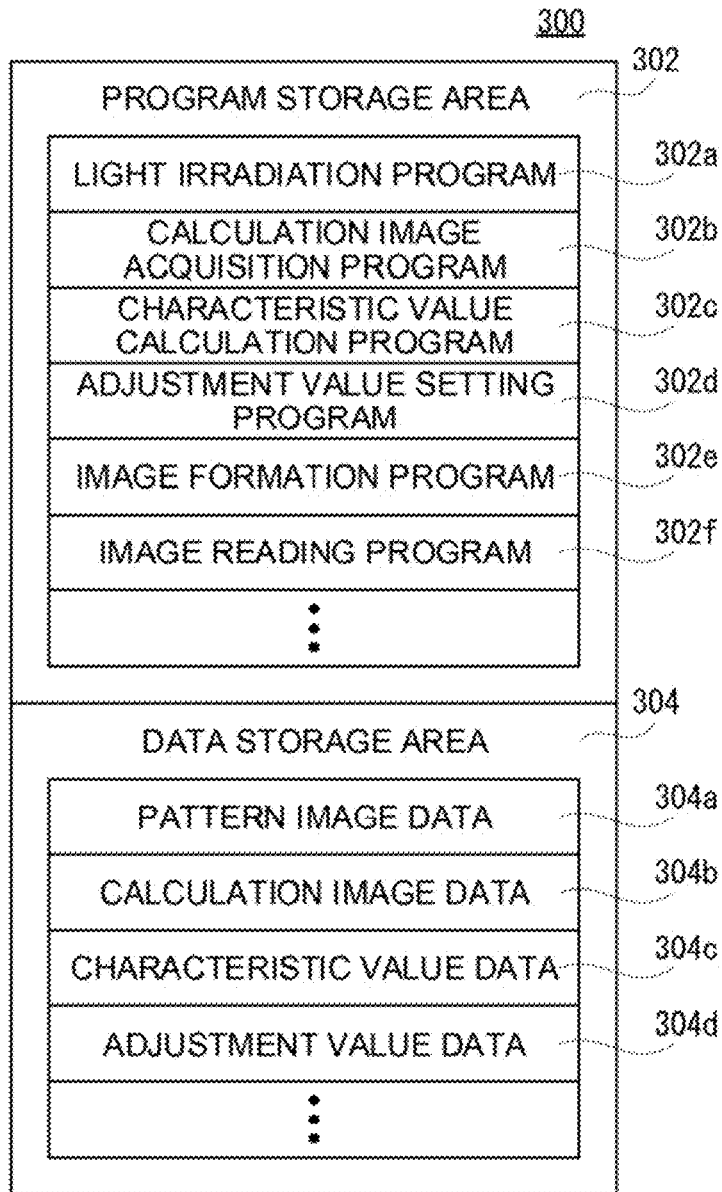 300
302
PROGRAM STORAGE AREA
302a
LIGHT IRRADIATION PROGRAM
302b
CALCULATION IMAGE
ACQUISITION PROGRAM
302c
CHARACTERISTIC VALUE
CALCULATION PROGRAM
302d
ADJUSTMENT VALUE SETTING
PROGRAM
302e
IMAGE FORMATION PROGRAM
302f
IMAGE READING PROGRAM
304
DATA STORAGE AREA
304a
PATTERN IMAGE DATA
304b
CALCULATION IMAGE DATA
304c
CHARACTERISTIC VALUE DATA
304d
ADJUSTMENT VALUE DATA